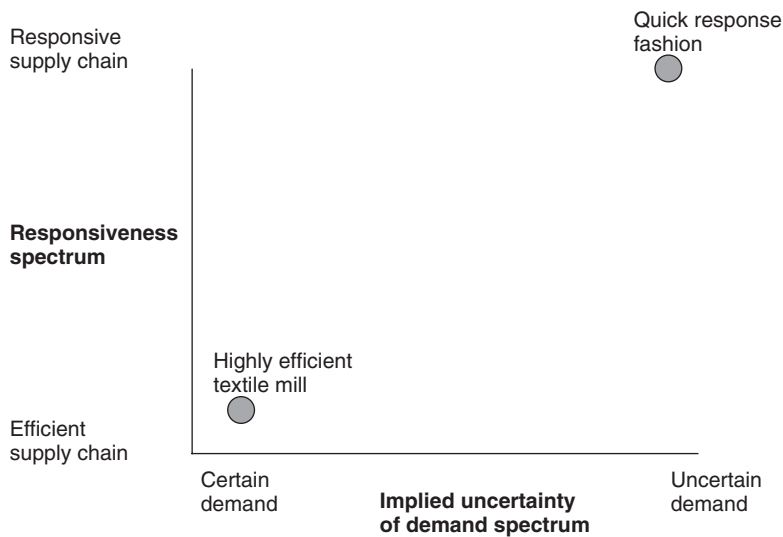 Quick response
fashion
Responsive
supply chain
Responsiveness
spectrum
Highly efficient
textile mill
Efficient
supply chain
Certain
demand
Implied uncertainty
of demand spectrum
Uncertain
demand